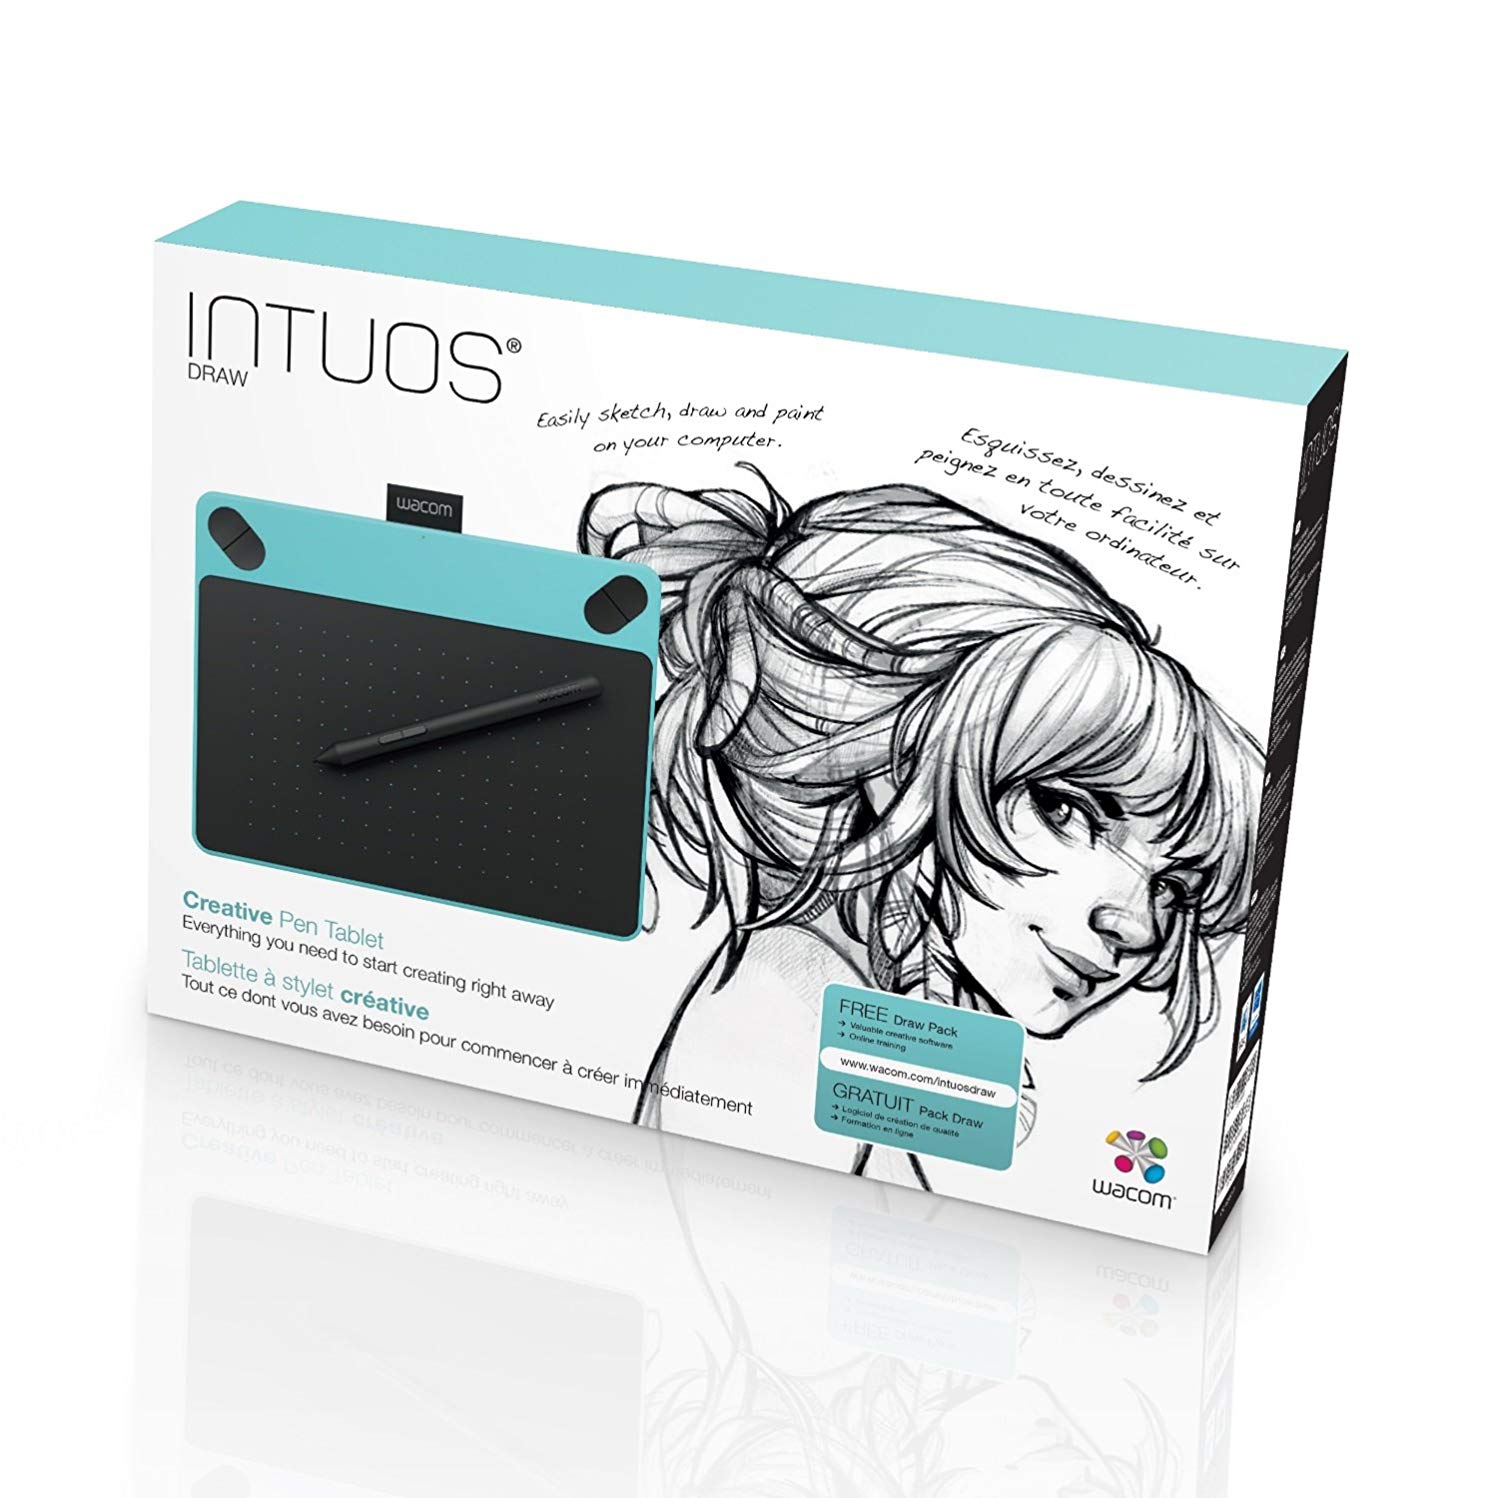 INTUOS®
DRAW
Easily sketch, draw and paint
on your computer.
Esquissez, dessinez et
peignez en toute facilité sur
votre ordinateur.
wacom
wacom
Creative Pen Tablet
Everything you need to start creating right away
Tablette à stylet créative
Tout ce dont vous avez besoin pour commencer à créer immédiatement
FREE Draw Pack
→ Valuable creative software
→ Online training
www.wacom.com/intuosdraw
GRATUIT Pack Draw
→ Logiciel de création de qualité
→ Formation en ligne
wacom
INTUOS